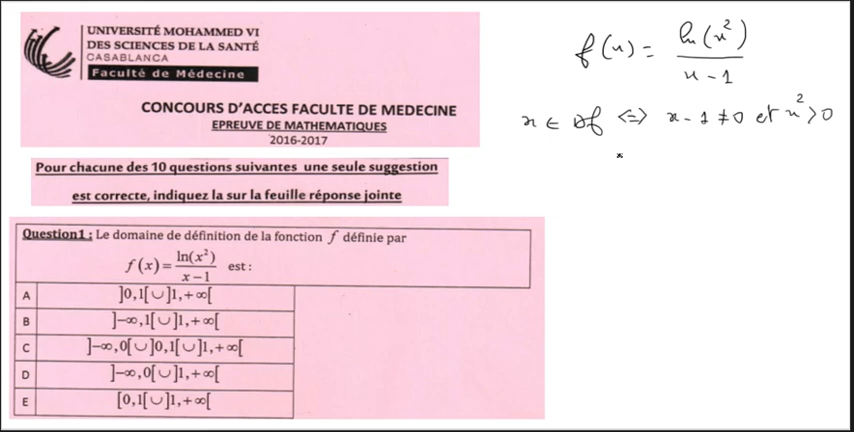 UNIVERSITÉ MOHAMMED VI
DES SCIENCES DE LA SANTÉ
CASABLANCA
Faculté de Médecine
CONCOURS D'ACCES FACULTE DE MEDECINE
EPREUVE DE MATHEMATIQUES
2016-2017
Pour chacune des 10 questions suivantes une seule suggestion
est correcte, indiquez la sur la feuille réponse jointe
Question1 : Le domaine de définition de la fonction f définie par
f(x)=ln(x²)/(x−1) est :
A ]0,1[∪]1,+∞[
B ]−∞,1[∪]1,+∞[
C ]−∞,0[∪]0,1[∪]1,+∞[
D ]−∞,0[∪]1,+∞[
E [0,1[∪]1,+∞[
f(x) = ln(x²)/(x-1)
x ∈ Df <=> x-1≠0 et x²>0